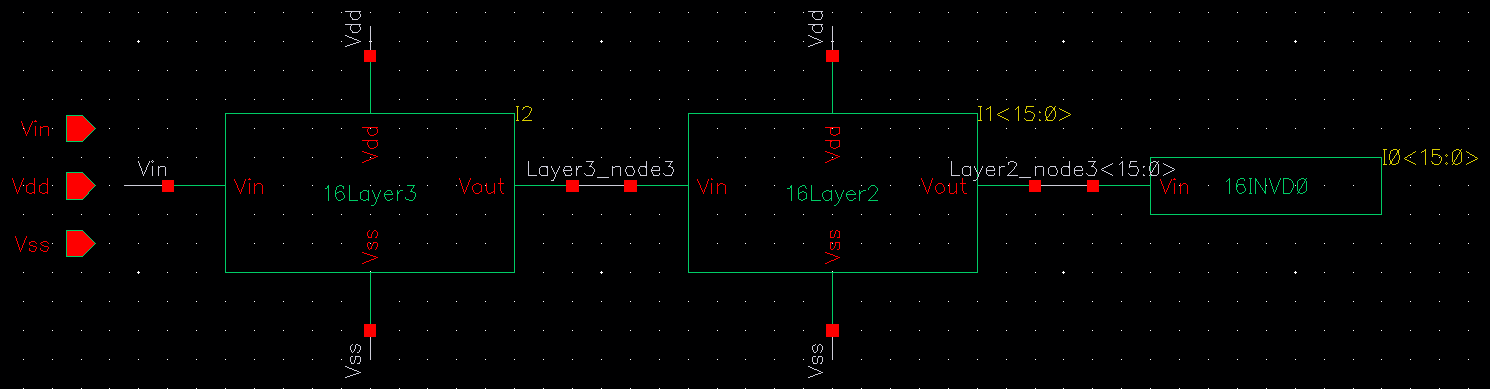 Vdd
Vdd
I2
I1<15:0>
Vin
Vdd
Vdd
Vin
Layer3_node3
Layer2_node3<15:0>
I0<15:0>
Vdd
Vin
16Layer3
Vout
Vin
16Layer2
Vout
Vin
16INVD0
Vss
Vss
Vss
Vss
Vss